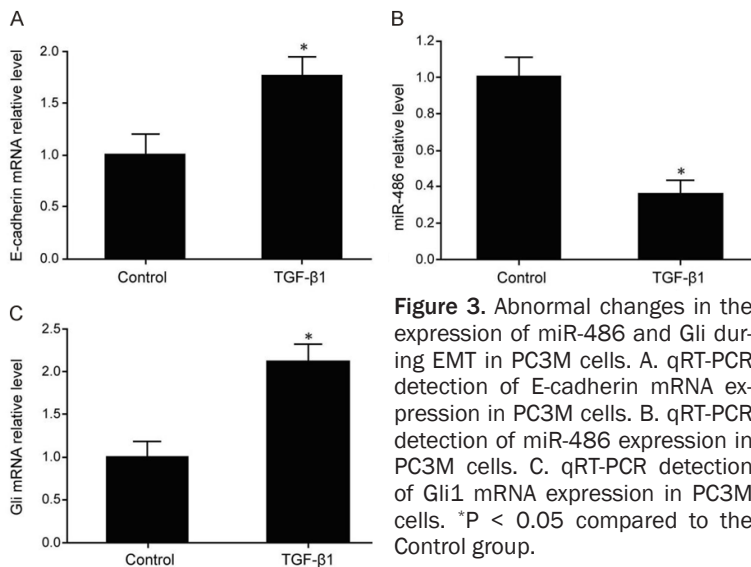 A
E-cadherin mRNA relative level
2.0
1.5
1.0
0.5
0.0
*
Control
TGF-β1
B
miR-486 relative level
1.2
1.0
0.8
0.6
0.4
0.2
0.0
*
Control
TGF-β1
C
Gli mRNA relative level
2.5
2.0
1.5
1.0
0.5
0.0
*
Control
TGF-β1
Figure 3. Abnormal changes in the
expression of miR-486 and Gli dur-
ing EMT in PC3M cells. A. qRT-PCR
detection of E-cadherin mRNA ex-
pression in PC3M cells. B. qRT-PCR
detection of miR-486 expression in
PC3M cells. C. qRT-PCR detection
of Gli1 mRNA expression in PC3M
cells. *P < 0.05 compared to the
Control group.